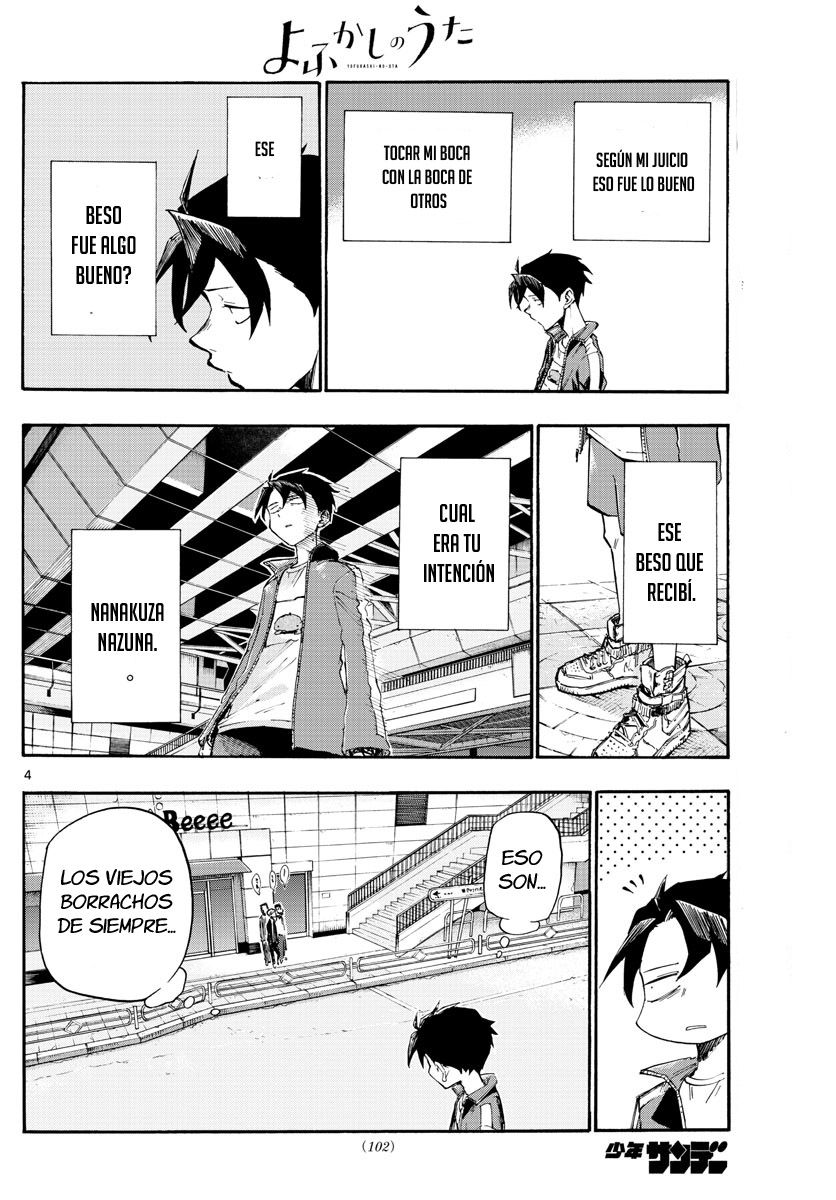 よふかしのうた
YOFUKASHI-NO-UTA
SEGÚN MI JUICIO
ESO FUE LO BUENO
TOCAR MI BOCA
CON LA BOCA DE
OTROS
ESE
BESO
FUE ALGO
BUENO?
ESE
BESO QUE
RECIBÍ.
CUAL
ERA TU
INTENCIÓN
NANAKUZA
NAZUNA.
。
4
ESO
SON...
Beeee
LOS VIEJOS
BORRACHOS
DE SIEMPRE...
(102)
少年サンデー